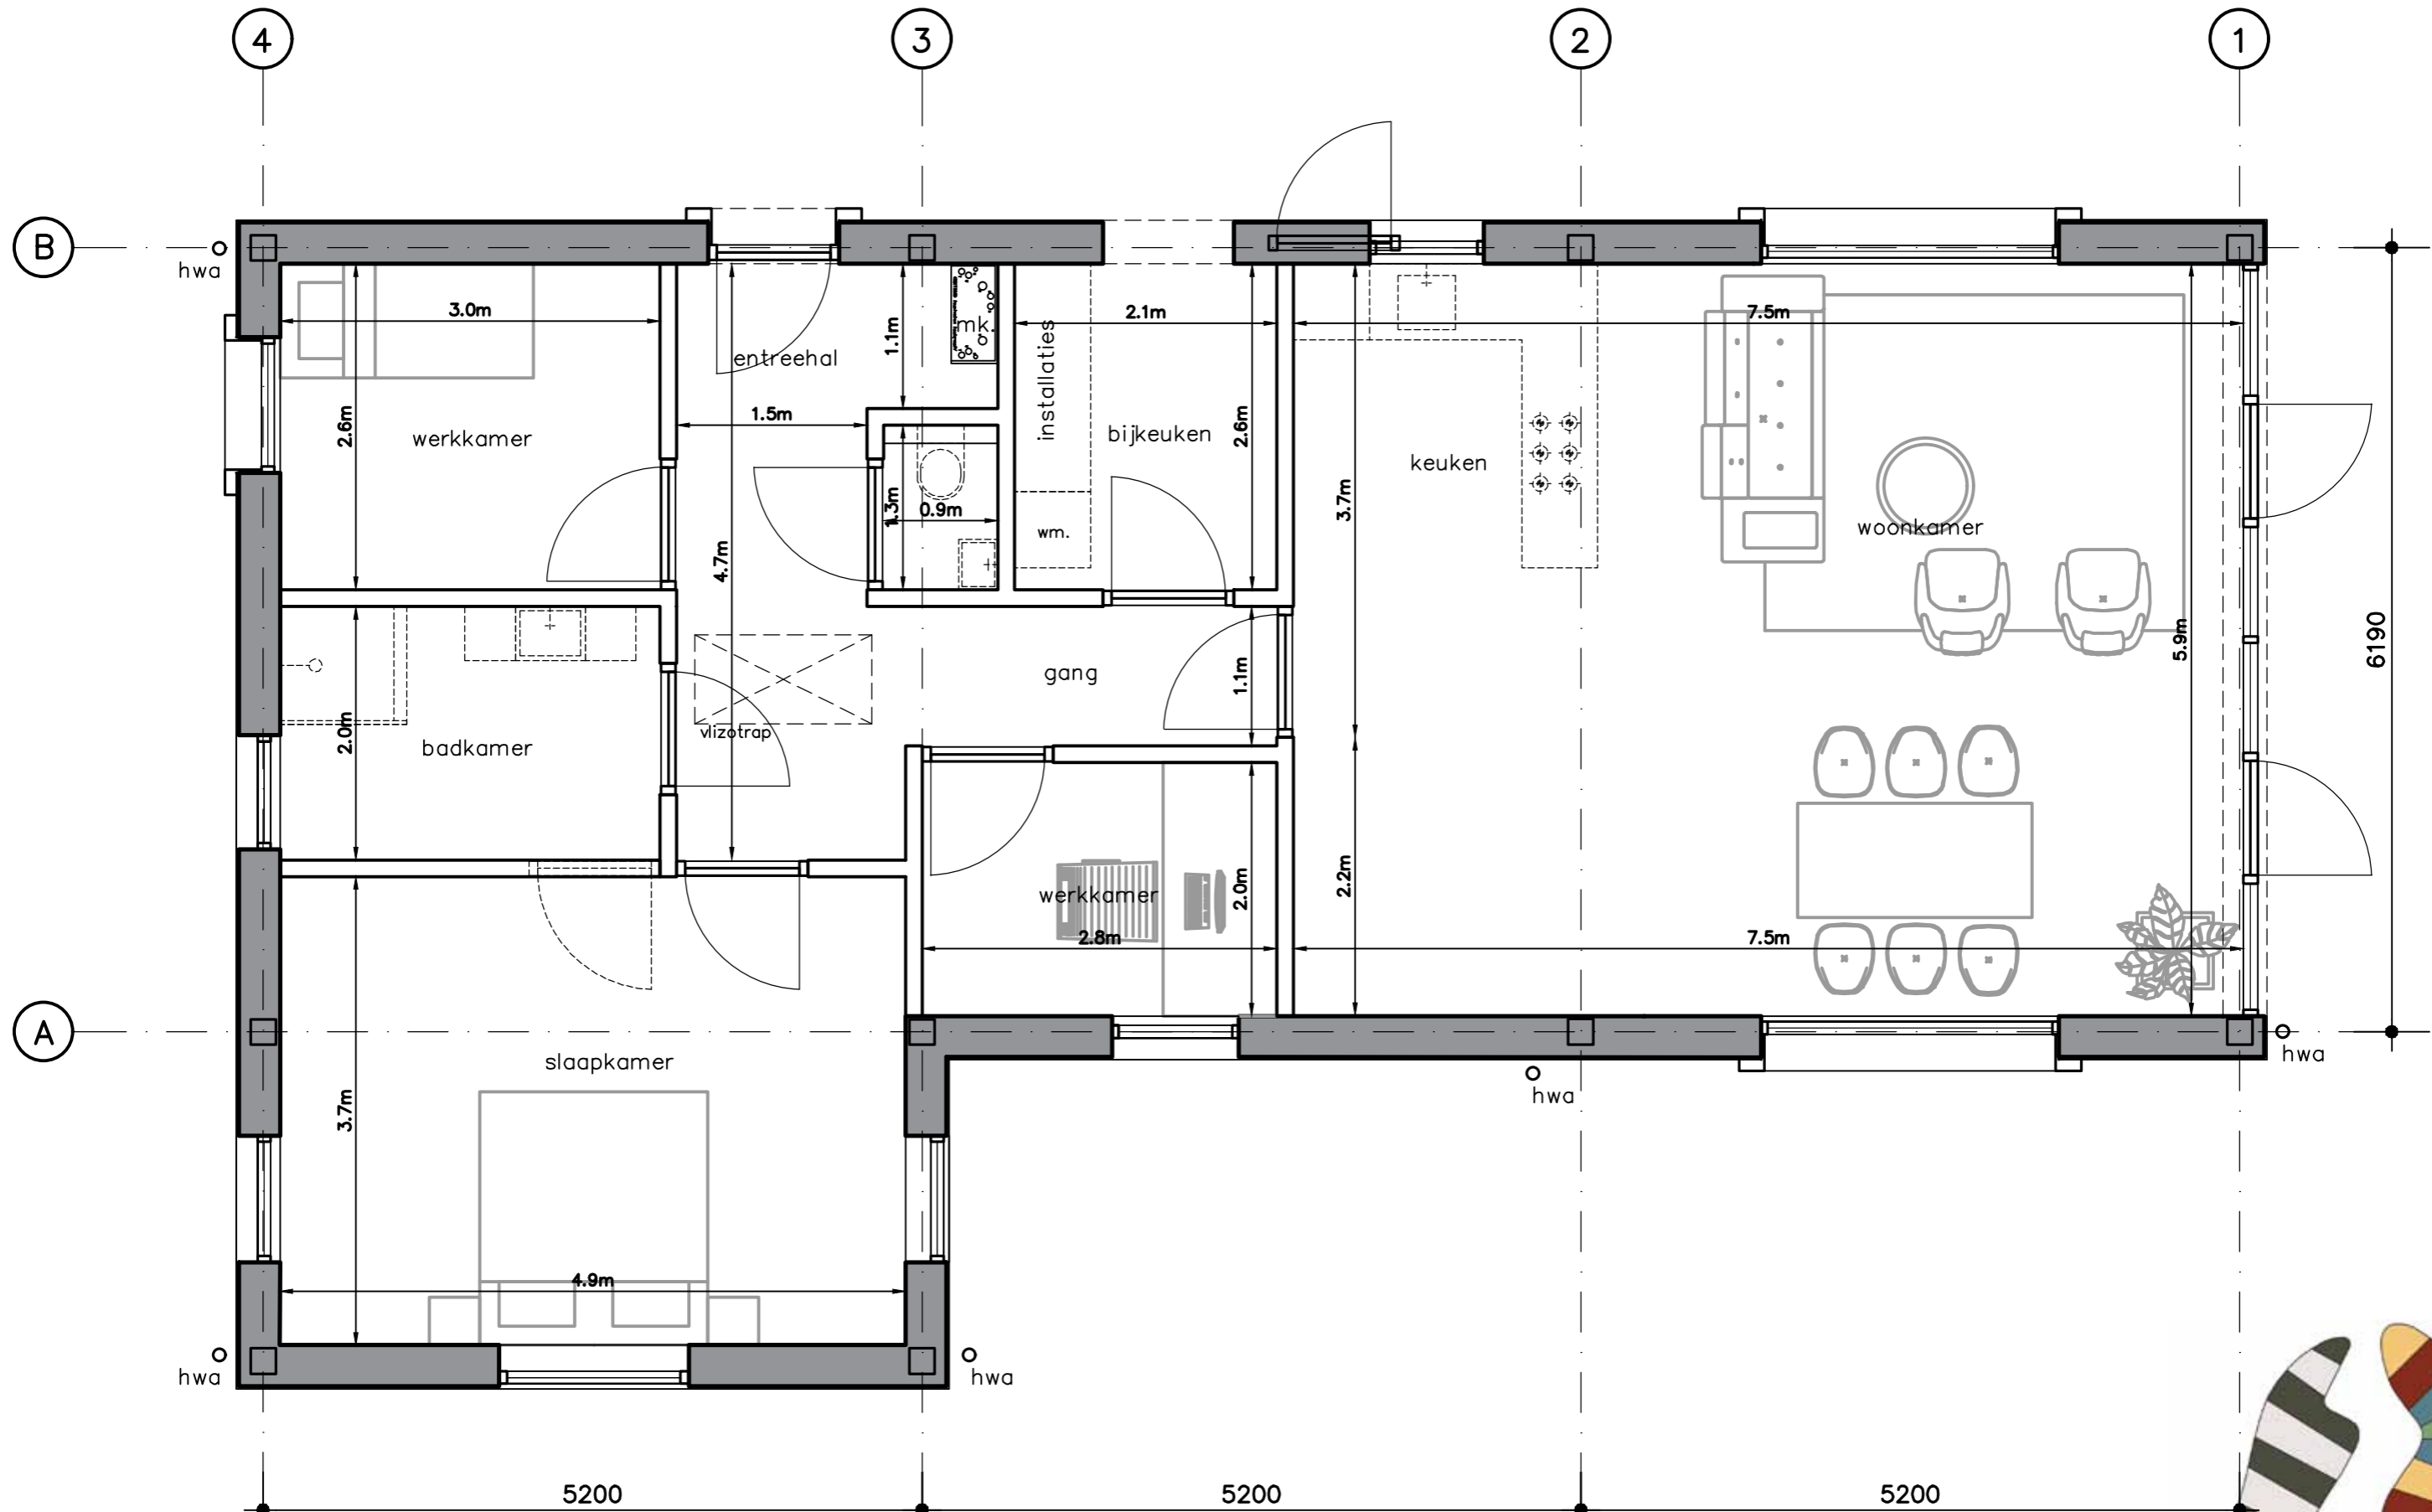 4
3
2
1
B
hwa
3.0m
2.1m
7.5m
mk.
1.1m
entreehal
installaties
2.6m
werkkamer
1.5m
bijkeuken
2.6m
keuken
1.3m
0.9m
wm.
3.7m
woonkamer
4.7m
5.9m
6190
gang
1.1m
2.0m
badkamer
vlizotrap
werkkamer
2.0m
2.2m
2.8m
7.5m
A
slaapkamer
hwa
hwa
3.7m
4.9m
hwa
hwa
5200
5200
5200